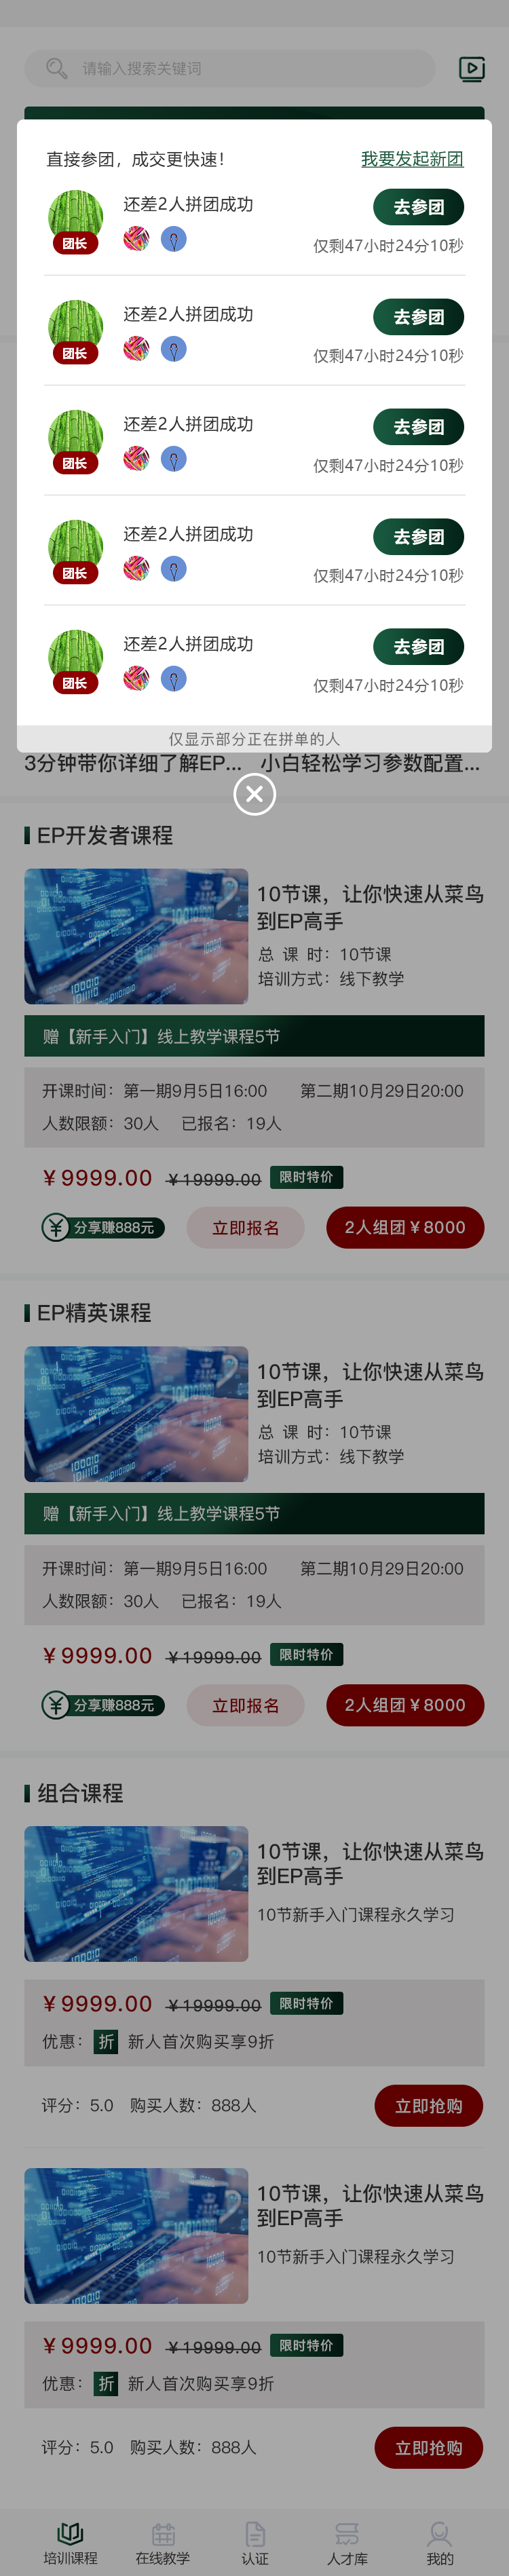 请输入搜索关键词
直接参团，成交更快速！ 我要发起新团
还差2人拼团成功 去参团
团长 仅剩47小时24分10秒
还差2人拼团成功 去参团
团长 仅剩47小时24分10秒
还差2人拼团成功 去参团
团长 仅剩47小时24分10秒
还差2人拼团成功 去参团
团长 仅剩47小时24分10秒
还差2人拼团成功 去参团
团长 仅剩47小时24分10秒
仅显示部分正在拼单的人
3分钟带你详细了解EP... 小白轻松学习参数配置...
EP开发者课程
10节课，让你快速从菜鸟
到EP高手
总 课 时：10节课
培训方式：线下教学
赠【新手入门】线上教学课程5节
开课时间：第一期9月5日16:00 第二期10月29日20:00
人数限额：30人 已报名：19人
￥9999.00 ￥19999.00 限时特价
分享赚888元 立即报名 2人组团￥8000
EP精英课程
10节课，让你快速从菜鸟
到EP高手
总 课 时：10节课
培训方式：线下教学
赠【新手入门】线上教学课程5节
开课时间：第一期9月5日16:00 第二期10月29日20:00
人数限额：30人 已报名：19人
￥9999.00 ￥19999.00 限时特价
分享赚888元 立即报名 2人组团￥8000
组合课程
10节课，让你快速从菜鸟
到EP高手
10节新手入门课程永久学习
￥9999.00 ￥19999.00 限时特价
优惠：折 新人首次购买享9折
评分：5.0 购买人数：888人 立即抢购
10节课，让你快速从菜鸟
到EP高手
10节新手入门课程永久学习
￥9999.00 ￥19999.00 限时特价
优惠：折 新人首次购买享9折
评分：5.0 购买人数：888人 立即抢购
培训课程 在线教学 认证 人才库 我的